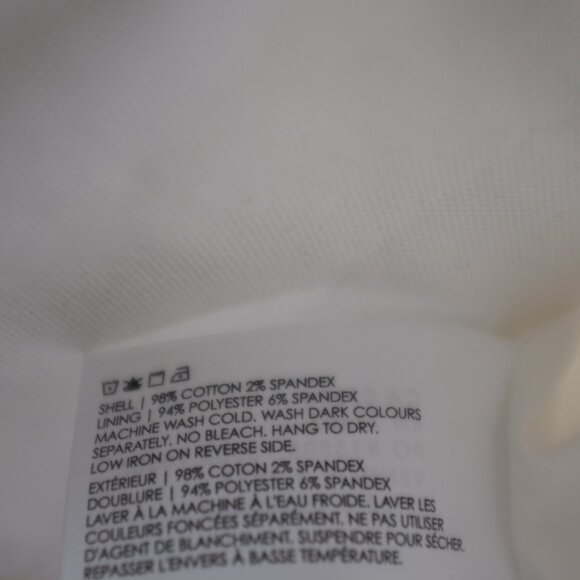 SHELL | 98% COTTON 2% SPANDEX
LINING | 94% POLYESTER 6% SPANDEX
MACHINE WASH COLD. WASH DARK COLOURS
SEPARATELY. NO BLEACH. HANG TO DRY.
LOW IRON ON REVERSE SIDE.
EXTÉRIEUR | 98% COTON 2% SPANDEX
DOUBLURE | 94% POLYESTER 6% SPANDEX
LAVER À LA MACHINE À L'EAU FROIDE. LAVER LES
COULEURS FONCÉES SÉPARÉMENT. NE PAS UTILISER
D'AGENT DE BLANCHIMENT. SUSPENDRE POUR SÉCHER.
REPASSER L'ENVERS À BASSE TEMPÉRATURE.